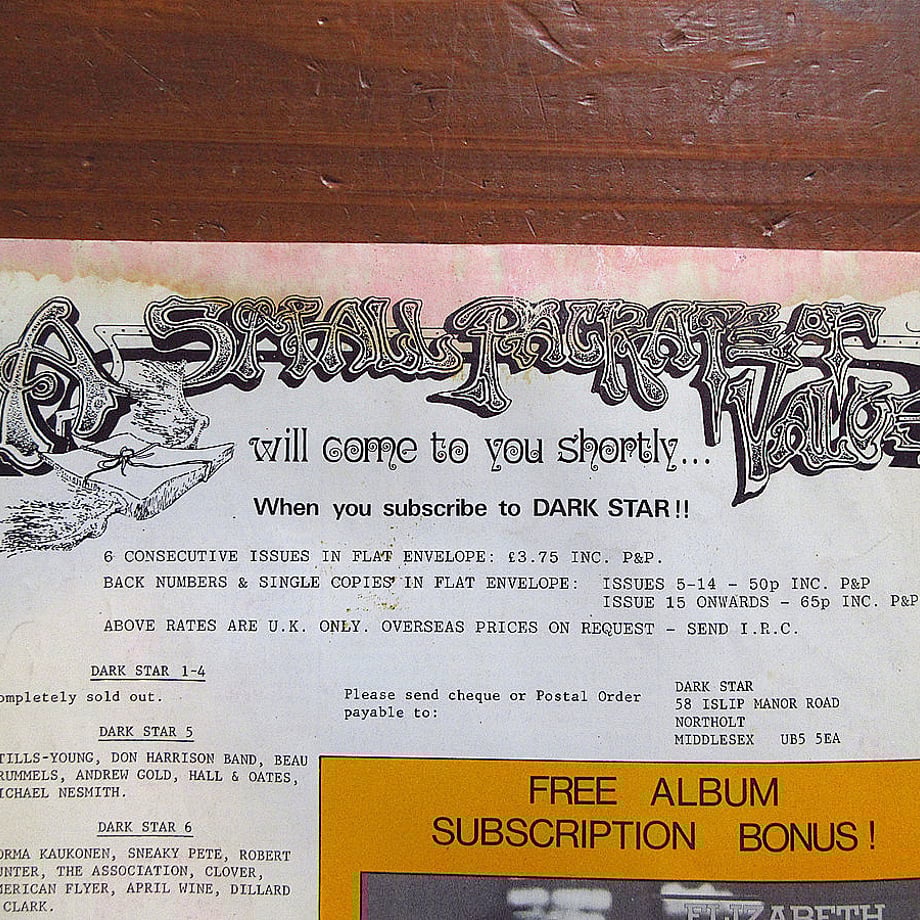 A SMALL PACKAGE OF VALUE
will come to you shortly...
When you subscribe to DARK STAR!!
6 CONSECUTIVE ISSUES IN FLAT ENVELOPE: £3.75 INC. P&P.
BACK NUMBERS & SINGLE COPIES IN FLAT ENVELOPE: ISSUES 5-14 - 50p INC. P&P
ISSUE 15 ONWARDS - 65p INC. P&P
ABOVE RATES ARE U.K. ONLY. OVERSEAS PRICES ON REQUEST - SEND I.R.C.
DARK STAR 1-4
ompletely sold out.
DARK STAR 5
TILLS-YOUNG, DON HARRISON BAND, BEAU
RUMMELS, ANDREW GOLD, HALL & OATES,
ICHAEL NESMITH.
DARK STAR 6
ORMA KAUKONEN, SNEAKY PETE, ROBERT
UNTER, THE ASSOCIATION, CLOVER,
MERICAN FLYER, APRIL WINE, DILLARD
CLARK.
Please send cheque or Postal Order
payable to:
DARK STAR
58 ISLIP MANOR ROAD
NORTHOLT
MIDDLESEX UB5 5EA
FREE ALBUM
SUBSCRIPTION BONUS!
ELIZABETH